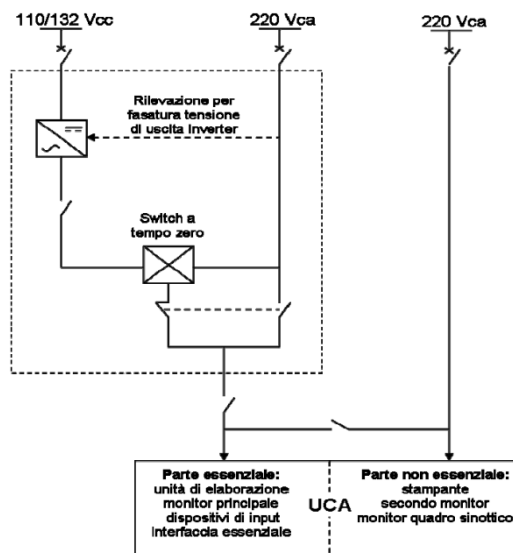 110/132 Vcc
220 Vca
220 Vca
Rilevazione per
fasatura tensione
di uscita inverter
Switch a
tempo zero
Parte essenziale:
unità di elaborazione
monitor principale
dispositivi di input
interfaccia essenziale
UCA
Parte non essenziale:
stampante
secondo monitor
monitor quadro sinottico